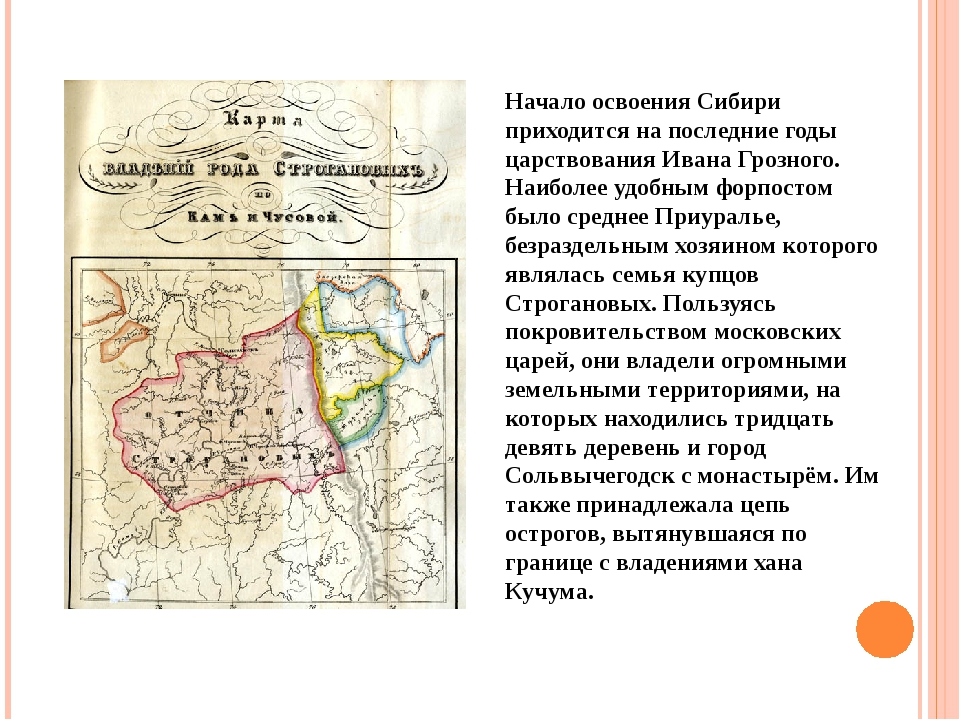 Карта
ВЛАДѢНІЙ РОДА СТРОГАНОВЫХЪ
ПО
КАМѢ И ЧУСОВОЙ.
ОТЧИНА
СТРОГАНОВЫХЪ
Начало освоения Сибири
приходится на последние годы
царствования Ивана Грозного.
Наиболее удобным форпостом
было среднее Приуралье,
безраздельным хозяином которого
являлась семья купцов
Строгановых. Пользуясь
покровительством московских
царей, они владели огромными
земельными территориями, на
которых находились тридцать
девять деревень и город
Сольвычегодск с монастырём. Им
также принадлежала цепь
острогов, вытянувшаяся по
границе с владениями хана
Кучума.